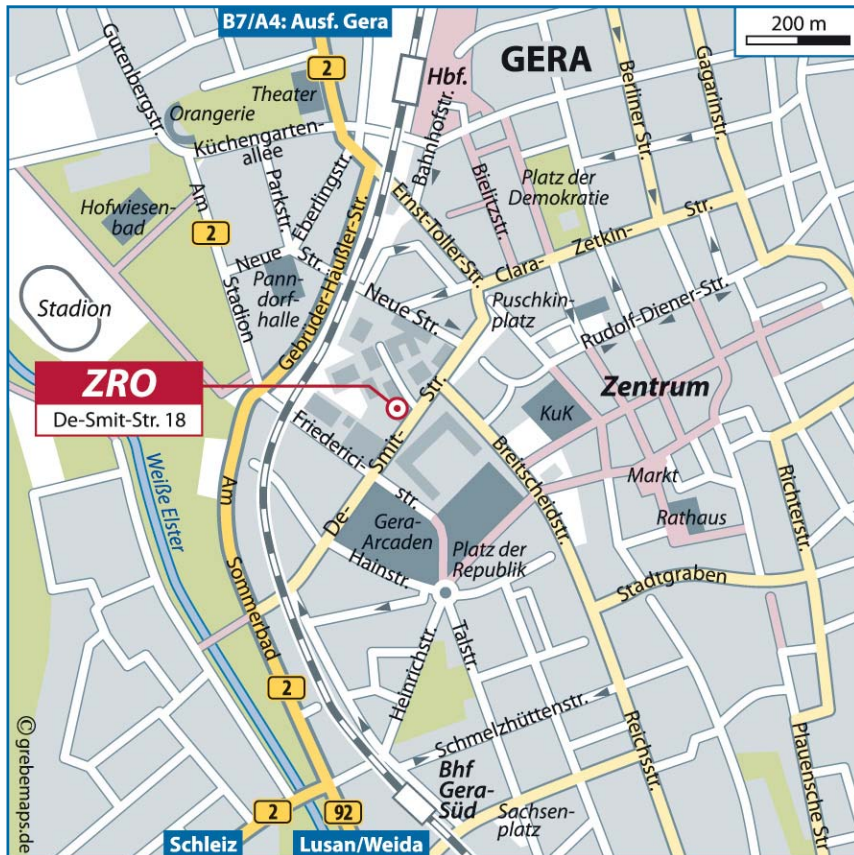 B7/A4: Ausf. Gera
200 m
2
GERA
Hbf.
Gutenbergstr.
Theater
Orangerie
Küchengarten-
allee
Berliner Str.
Gagarinstr.
Bahnhofstr.
Bielitzstr.
Platz der
Demokratie
Hofwiesen-
bad
Am
Stadion
2
Parkstr.
Eberlingstr.
Ernst-Toller-Str.
Clara-
Zetkin-
Str.
Neue
Str.
Pann-
dorf-
halle
Gebrüder-Häußler-Str.
Stadion
Neue Str.
Puschkin-
platz
Rudolf-Diener-Str.
ZRO
De-Smit-Str. 18
Zentrum
KuK
De-
Smit-
Str.
Friederici-
str.
Breitscheidstr.
Markt
Rathaus
Richterstr.
Weiße Elster
Am
Sommerbad
Gera-
Arcaden
Platz der
Republik
Hainstr.
Stadtgraben
2
Heinrichstr.
Talstr.
Schmelzhüttenstr.
Reichsstr.
Plauensche Str
Bhf
Gera-
Süd
Sachsen-
platz
2
92
Schleiz
Lusan/Weida
© grebemaps.de